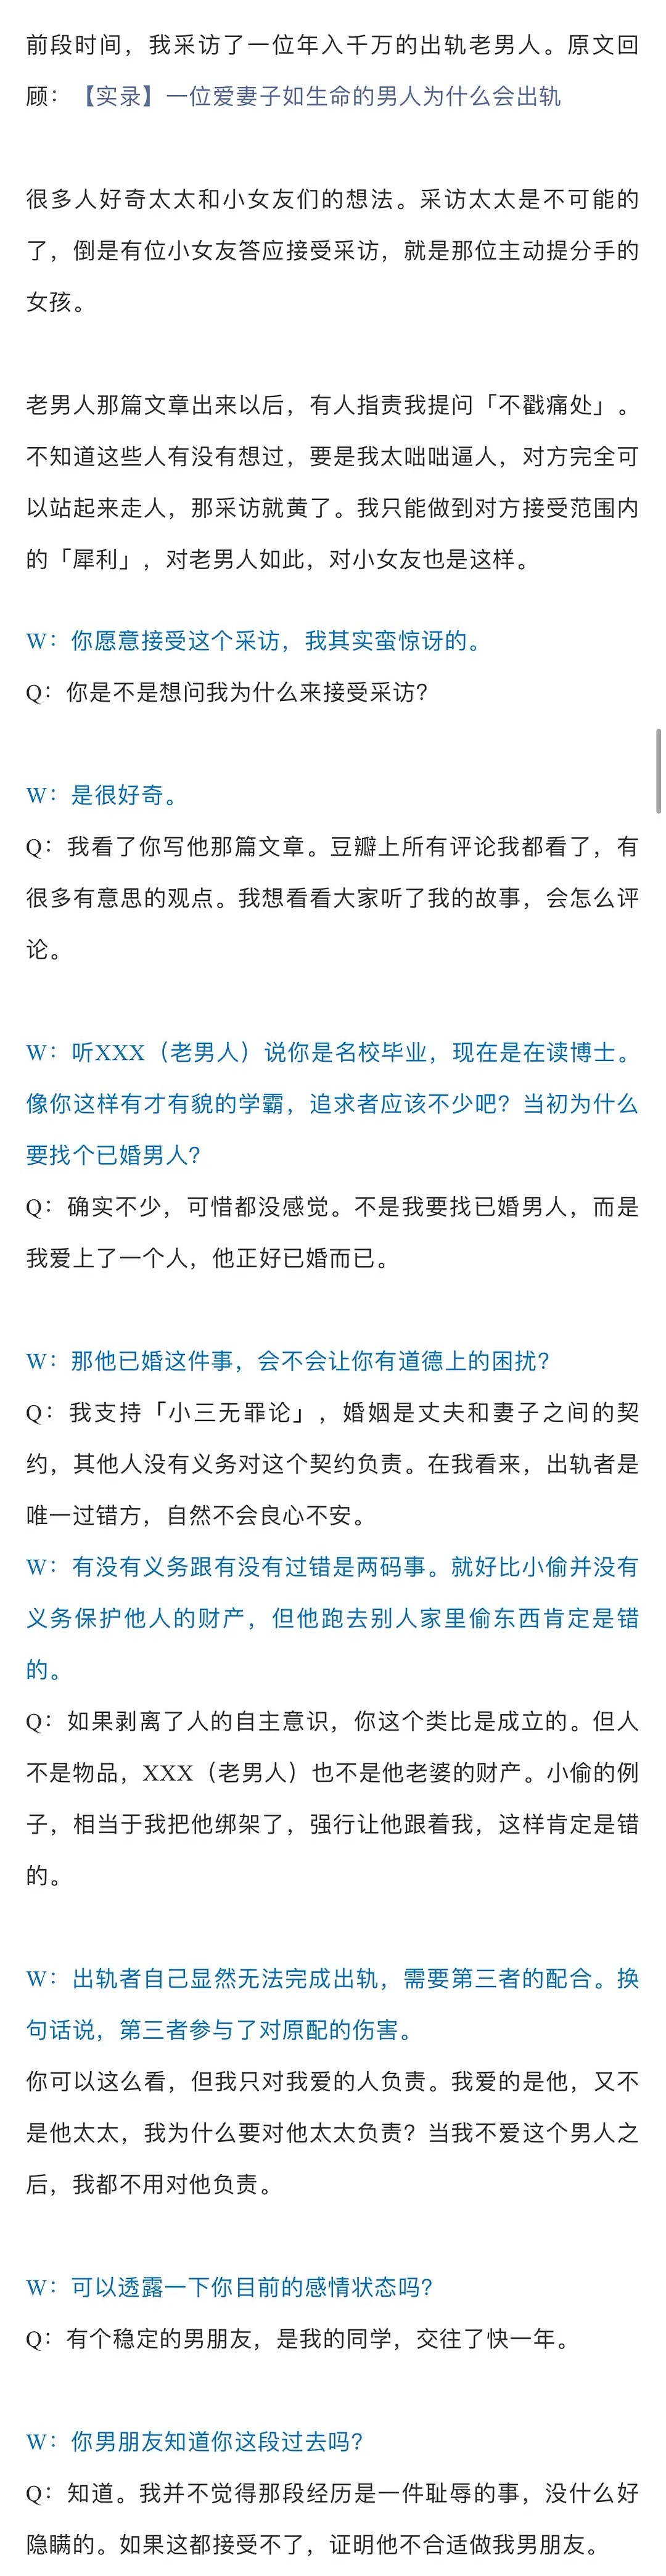 前段时间，我采访了一位年入千万的出轨老男人。原文回
顾：【实录】一位爱妻子如生命的男人为什么会出轨
很多人好奇太太和小女友们的想法。采访太太是不可能的
了，倒是有位小女友答应接受采访，就是那位主动提分手的
女孩。
老男人那篇文章出来以后，有人指责我提问「不戳痛处」。
不知道这些人有没有想过，要是我太咄咄逼人，对方完全可
以站起来走人，那采访就黄了。我只能做到对方接受范围内
的「犀利」，对老男人如此，对小女友也是这样。
W：你愿意接受这个采访，我其实蛮惊讶的。
Q：你是不是想问我为什么来接受采访？
W：是很好奇。
Q：我看了你写他那篇文章。豆瓣上所有评论我都看了，有
很多有意思的观点。我想看看大家听了我的故事，会怎么评
论。
W：听XXX（老男人）说你是名校毕业，现在是在读博士。
像你这样有才有貌的学霸，追求者应该不少吧？当初为什么
要找个已婚男人？
Q：确实不少，可惜都没感觉。不是我要找已婚男人，而是
我爱上了一个人，他正好已婚而已。
W：那他已婚这件事，会不会让你有道德上的困扰？
Q：我支持「小三无罪论」，婚姻是丈夫和妻子之间的契
约，其他人没有义务对这个契约负责。在我看来，出轨者是
唯一过错方，自然不会良心不安。
W：有没有义务跟有没有过错是两码事。就好比小偷并没有
义务保护他人的财产，但他跑去别人家里偷东西肯定是错
的。
Q：如果剥离了人的自主意识，你这个类比是成立的。但人
不是物品，XXX（老男人）也不是他老婆的财产。小偷的例
子，相当于我把他绑架了，强行让他跟着我，这样肯定是错
的。
W：出轨者自己显然无法完成出轨，需要第三者的配合。换
句话说，第三者参与了对原配的伤害。
你可以这么看，但我只对我爱的人负责。我爱的是他，又不
是他太太，我为什么要对他太太负责？当我不爱这个男人之
后，我都不用对他负责。
W：可以透露一下你目前的感情状态吗？
Q：有个稳定的男朋友，是我的同学，交往了快一年。
W：你男朋友知道你这段过去吗？
Q：知道。我并不觉得那段经历是一件耻辱的事，没什么好
隐瞒的。如果这都接受不了，证明他不合适做我男朋友。